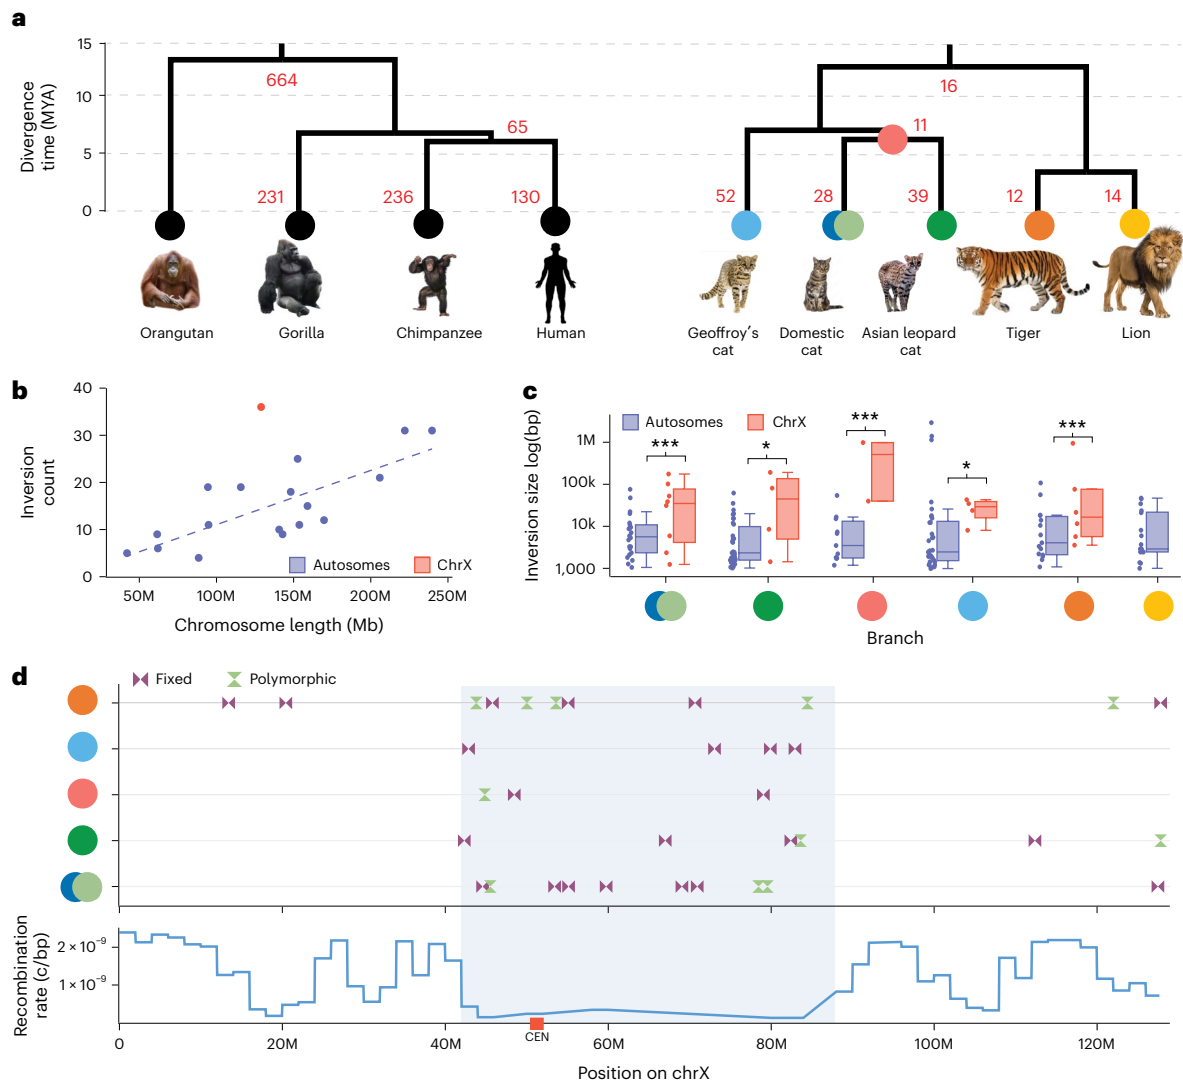 a
Divergence
time (MYA)
15
10
5
0
664
65
231
236
130
16
11
52
28
39
12
14
Orangutan
Gorilla
Chimpanzee
Human
Geoffroy's
cat
Domestic
cat
Asian leopard
cat
Tiger
Lion
b
Inversion
count
40
30
20
10
0
Autosomes
ChrX
50M
100M
150M
200M
250M
Chromosome length (Mb)
c
Inversion size log(bp)
Autosomes
ChrX
1M
100k
10k
1,000
***
*
***
*
***
Branch
d
Fixed
Polymorphic
Recombination
rate (c/bp)
2 × 10⁻⁹
1 × 10⁻⁹
CEN
0
20M
40M
60M
80M
100M
120M
Position on chrX